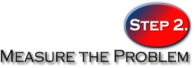 STEP 2.
MEASURE THE PROBLEM